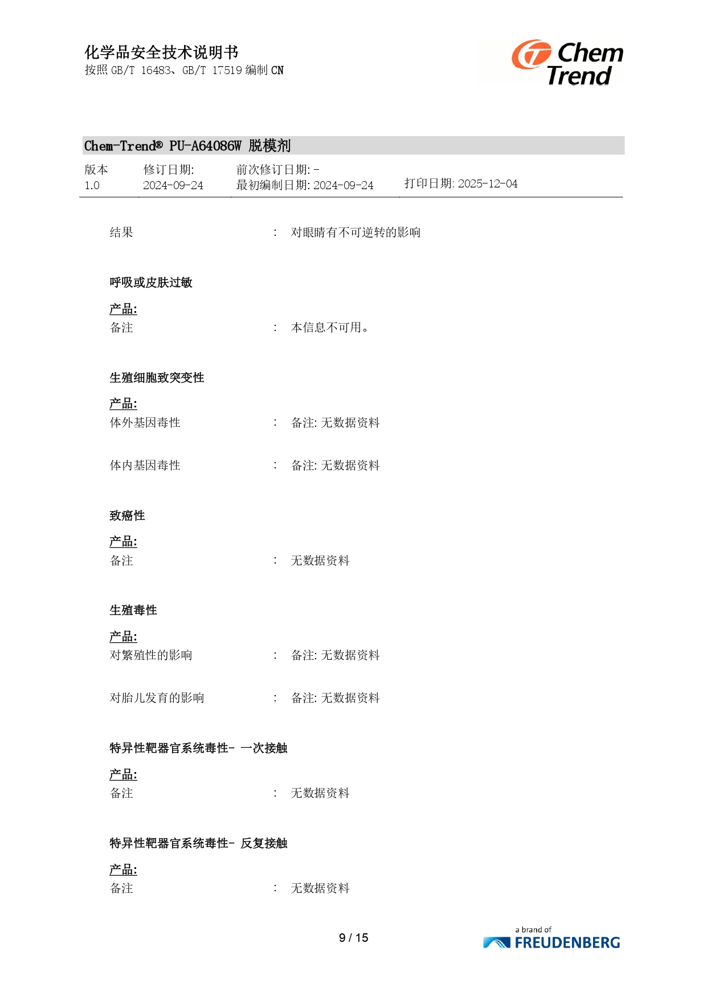 化学品安全技术说明书
按照 GB/T 16483、GB/T 17519 编制 CN
Chem Trend
Chem-Trend® PU-A64086W 脱模剂
版本 修订日期: 前次修订日期: -
1.0 2024-09-24 最初编制日期: 2024-09-24 打印日期: 2025-12-04
结果 : 对眼睛有不可逆转的影响
呼吸或皮肤过敏
产品:
备注 : 本信息不可用。
生殖细胞致突变性
产品:
体外基因毒性 : 备注: 无数据资料
体内基因毒性 : 备注: 无数据资料
致癌性
产品:
备注 : 无数据资料
生殖毒性
产品:
对繁殖性的影响 : 备注: 无数据资料
对胎儿发育的影响 : 备注: 无数据资料
特异性靶器官系统毒性- 一次接触
产品:
备注 : 无数据资料
特异性靶器官系统毒性- 反复接触
产品:
备注 : 无数据资料
9 / 15
a brand of
FREUDENBERG